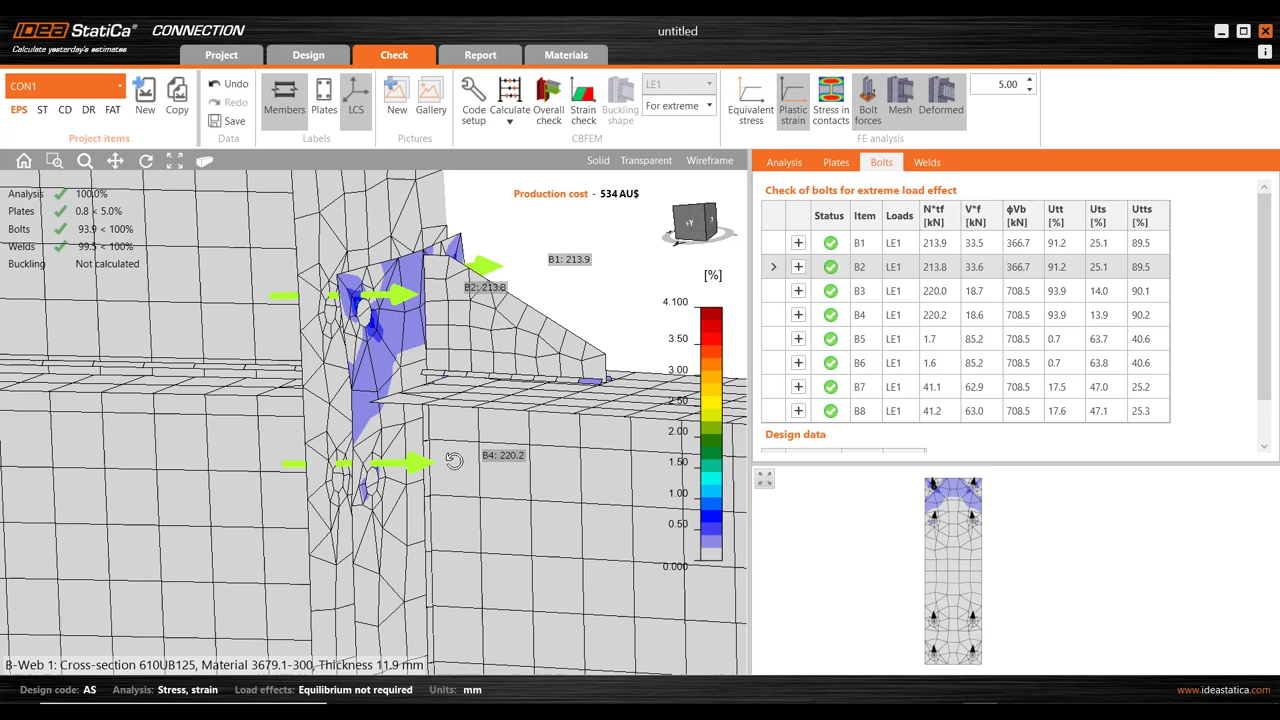 IDEA StatiCa® CONNECTION
Calculate yesterday's estimates
untitled
Project Design Check Report Materials
CON1
EPS ST CD DR FAT
New Copy
Project items
Undo
Redo
Save
Data
Members Plates LCS
Labels
New Gallery
Pictures
Code setup Calculate Overall check Strain check Buckling shape
LE1
For extreme
CBFEM
Equivalent stress Plastic strain Stress in contacts Bolt forces Mesh Deformed
5.00
FE analysis
Solid Transparent Wireframe
Analysis 100.0%
Plates 0.8 < 5.0%
Bolts 93.9 < 100%
Welds 99.5 < 100%
Buckling Not calculated
Production cost - 534 AU$
+Y
[%]
4.100
3.50
3.00
2.50
2.00
1.50
1.00
0.50
0.000
B1: 213.9
B2: 213.8
B4: 220.2
B-Web 1: Cross-section 610UB125, Material 3679.1-300, Thickness 11.9 mm
Analysis Plates Bolts Welds
Check of bolts for extreme load effect
Status Item Loads N*tf [kN] V*f [kN] ϕVb [kN] Utt [%] Uts [%] Utts [%]
B1 LE1 213.9 33.5 366.7 91.2 25.1 89.5
B2 LE1 213.8 33.6 366.7 91.2 25.1 89.5
B3 LE1 220.0 18.7 708.5 93.9 14.0 90.1
B4 LE1 220.2 18.6 708.5 93.9 13.9 90.2
B5 LE1 1.7 85.2 708.5 0.7 63.7 40.6
B6 LE1 1.6 85.2 708.5 0.7 63.8 40.6
B7 LE1 41.1 62.9 708.5 17.5 47.0 25.2
B8 LE1 41.2 63.0 708.5 17.6 47.1 25.3
Design data
Design code: AS Analysis: Stress, strain Load effects: Equilibrium not required Units: mm
www.ideastatica.com